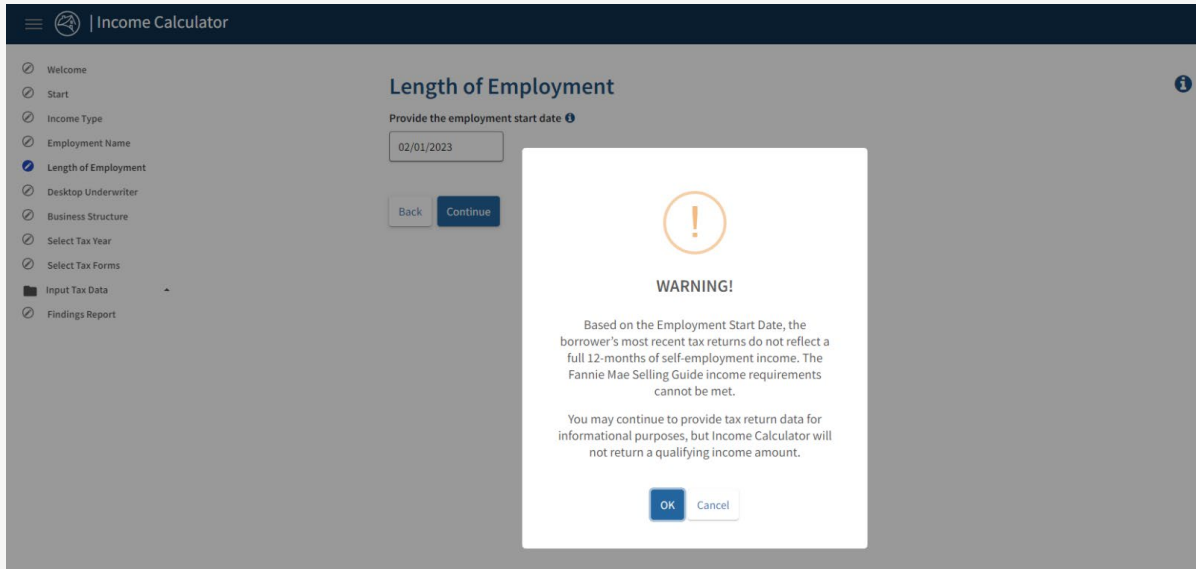 | Income Calculator
Welcome
Start
Income Type
Employment Name
Length of Employment
Desktop Underwriter
Business Structure
Select Tax Year
Select Tax Forms
Input Tax Data
Findings Report
Length of Employment
Provide the employment start date
02/01/2023
Back Continue
!
WARNING!
Based on the Employment Start Date, the
borrower's most recent tax returns do not reflect a
full 12-months of self-employment income. The
Fannie Mae Selling Guide income requirements
cannot be met.
You may continue to provide tax return data for
informational purposes, but Income Calculator will
not return a qualifying income amount.
OK Cancel